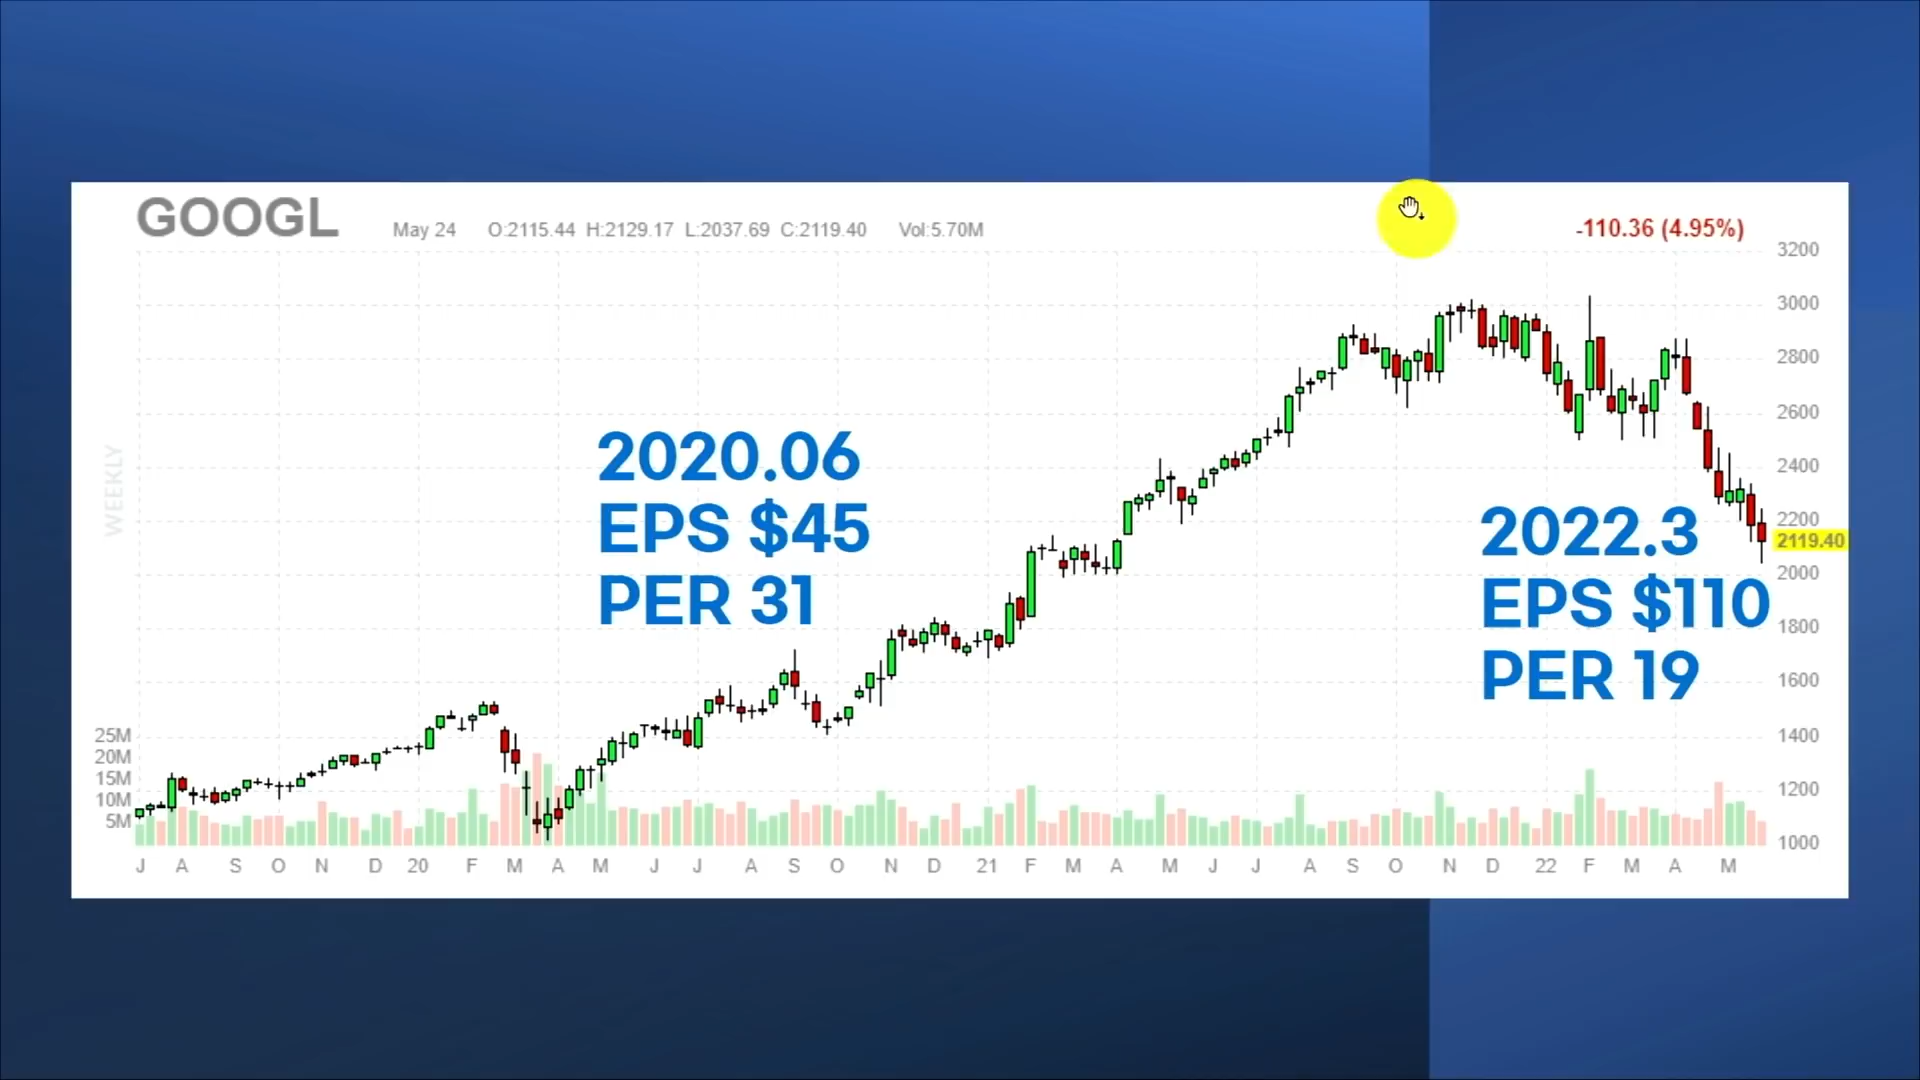 GOOGL
May 24 O:2115.44 H:2129.17 L:2037.69 C:2119.40 Vol:5.70M
-110.36 (4.95%)
3200
3000
2800
2600
2400
2200
2119.40
2000
1800
1600
1400
1200
1000
WEEKLY
2020.06
EPS $45
PER 31
2022.3
EPS $110
PER 19
25M
20M
15M
10M
5M
J A S O N D 20 F M A M J J A S O N D 21 F M A M J J A S O N D 22 F M A M